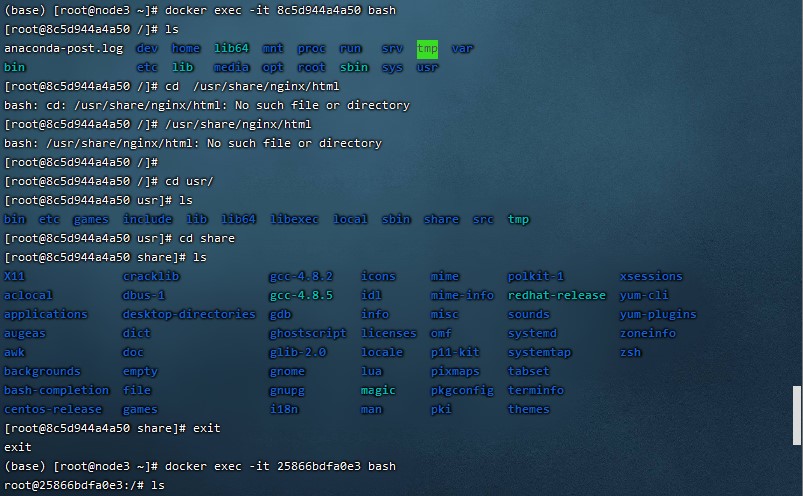 (base) [root@node3 ~]# docker exec -it 8c5d944a4a50 bash
[root@8c5d944a4a50 /]# ls
anaconda-post.log  dev  home  lib64  mnt  proc  run  srv  tmp  var
bin                etc  lib  media  opt  root  sbin  sys  usr
[root@8c5d944a4a50 /]# cd  /usr/share/nginx/html
bash: cd: /usr/share/nginx/html: No such file or directory
[root@8c5d944a4a50 /]# /usr/share/nginx/html
bash: /usr/share/nginx/html: No such file or directory
[root@8c5d944a4a50 /]#
[root@8c5d944a4a50 /]# cd usr/
[root@8c5d944a4a50 usr]# ls
bin  etc  games  include  lib  lib64  libexec  local  sbin  share  src  tmp
[root@8c5d944a4a50 usr]# cd share
[root@8c5d944a4a50 share]# ls
X11              cracklib             gcc-4.8.2    icons     mime       polkit-1        xsessions
aclocal          dbus-1               gcc-4.8.5    idl       mime-info  redhat-release  yum-cli
applications     desktop-directories  gdb          info      misc       sounds          yum-plugins
augeas           dict                 ghostscript  licenses  omf        systemd         zoneinfo
awk              doc                  glib-2.0     locale    p11-kit    systemtap       zsh
backgrounds      empty                gnome        lua       pixmaps    tabset
bash-completion  file                 gnupg        magic     pkgconfig  terminfo
centos-release   games                i18n         man       pki        themes
[root@8c5d944a4a50 share]# exit
exit
(base) [root@node3 ~]# docker exec -it 25866bdfa0e3 bash
root@25866bdfa0e3:/# ls